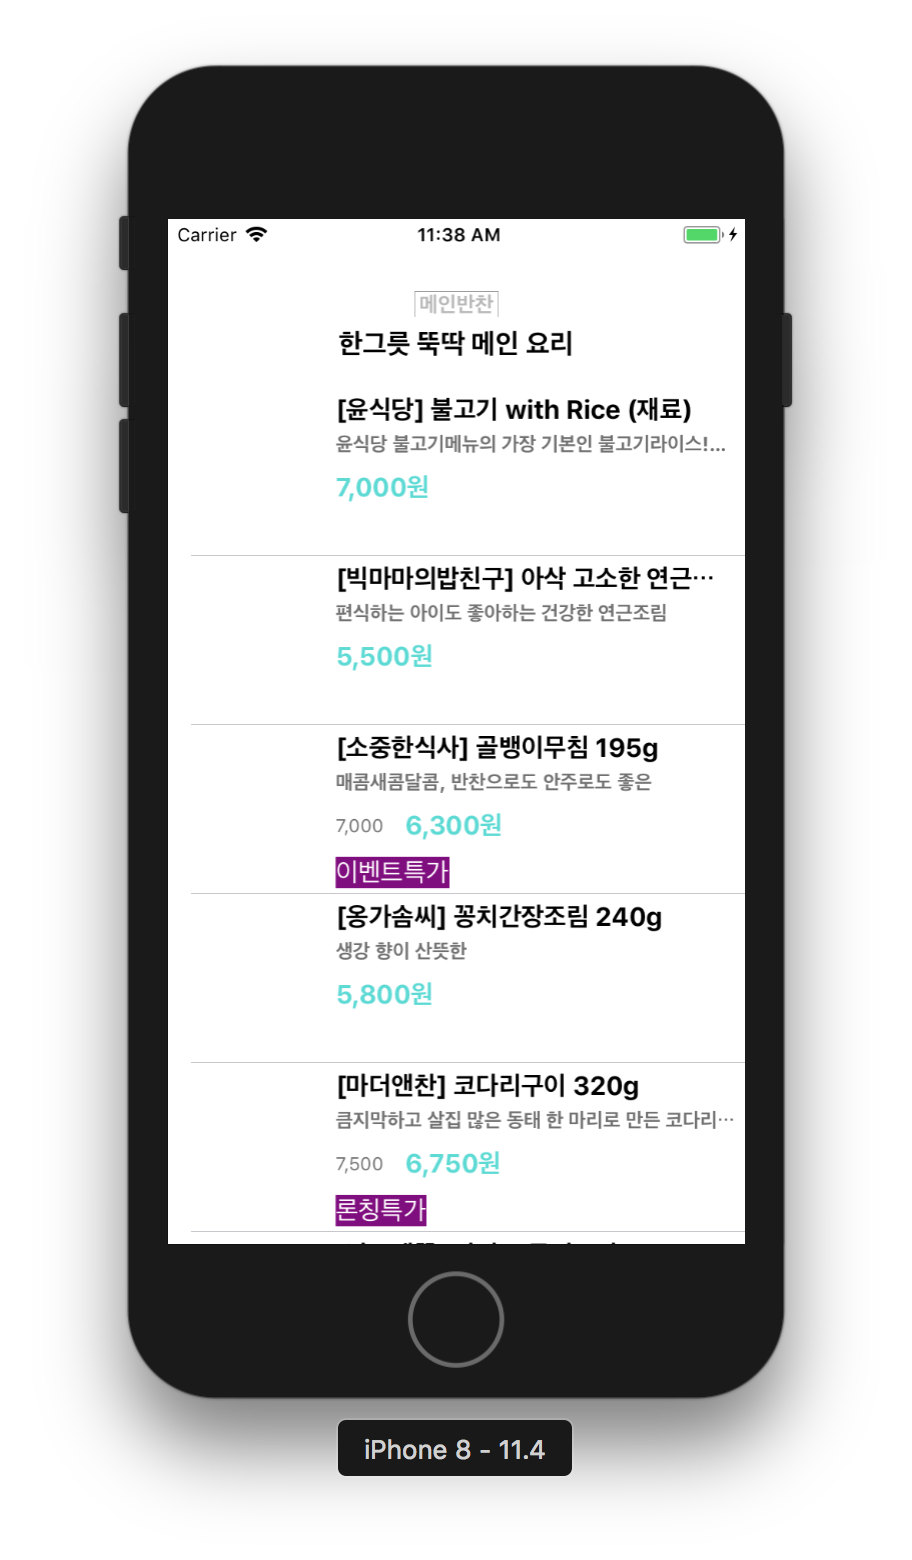 Carrier 11:38 AM
메인반찬
한그릇 뚝딱 메인 요리
[윤식당] 불고기 with Rice (재료)
윤식당 불고기메뉴의 가장 기본인 불고기라이스!...
7,000원
[빅마마의밥친구] 아삭 고소한 연근…
편식하는 아이도 좋아하는 건강한 연근조림
5,500원
[소중한식사] 골뱅이무침 195g
매콤새콤달콤, 반찬으로도 안주로도 좋은
7,000 6,300원
이벤트특가
[옹가솜씨] 꽁치간장조림 240g
생강 향이 산뜻한
5,800원
[마더앤찬] 코다리구이 320g
큼지막하고 살집 많은 동태 한 마리로 만든 코다리…
7,500 6,750원
론칭특가
iPhone 8 - 11.4